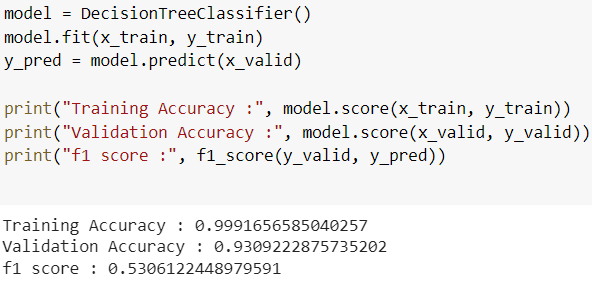 model = DecisionTreeClassifier()
model.fit(x_train, y_train)
y_pred = model.predict(x_valid)
print("Training Accuracy :", model.score(x_train, y_train))
print("Validation Accuracy :", model.score(x_valid, y_valid))
print("f1 score :", f1_score(y_valid, y_pred))
Training Accuracy : 0.9991656585040257
Validation Accuracy : 0.9309222875735202
f1 score : 0.5306122448979591